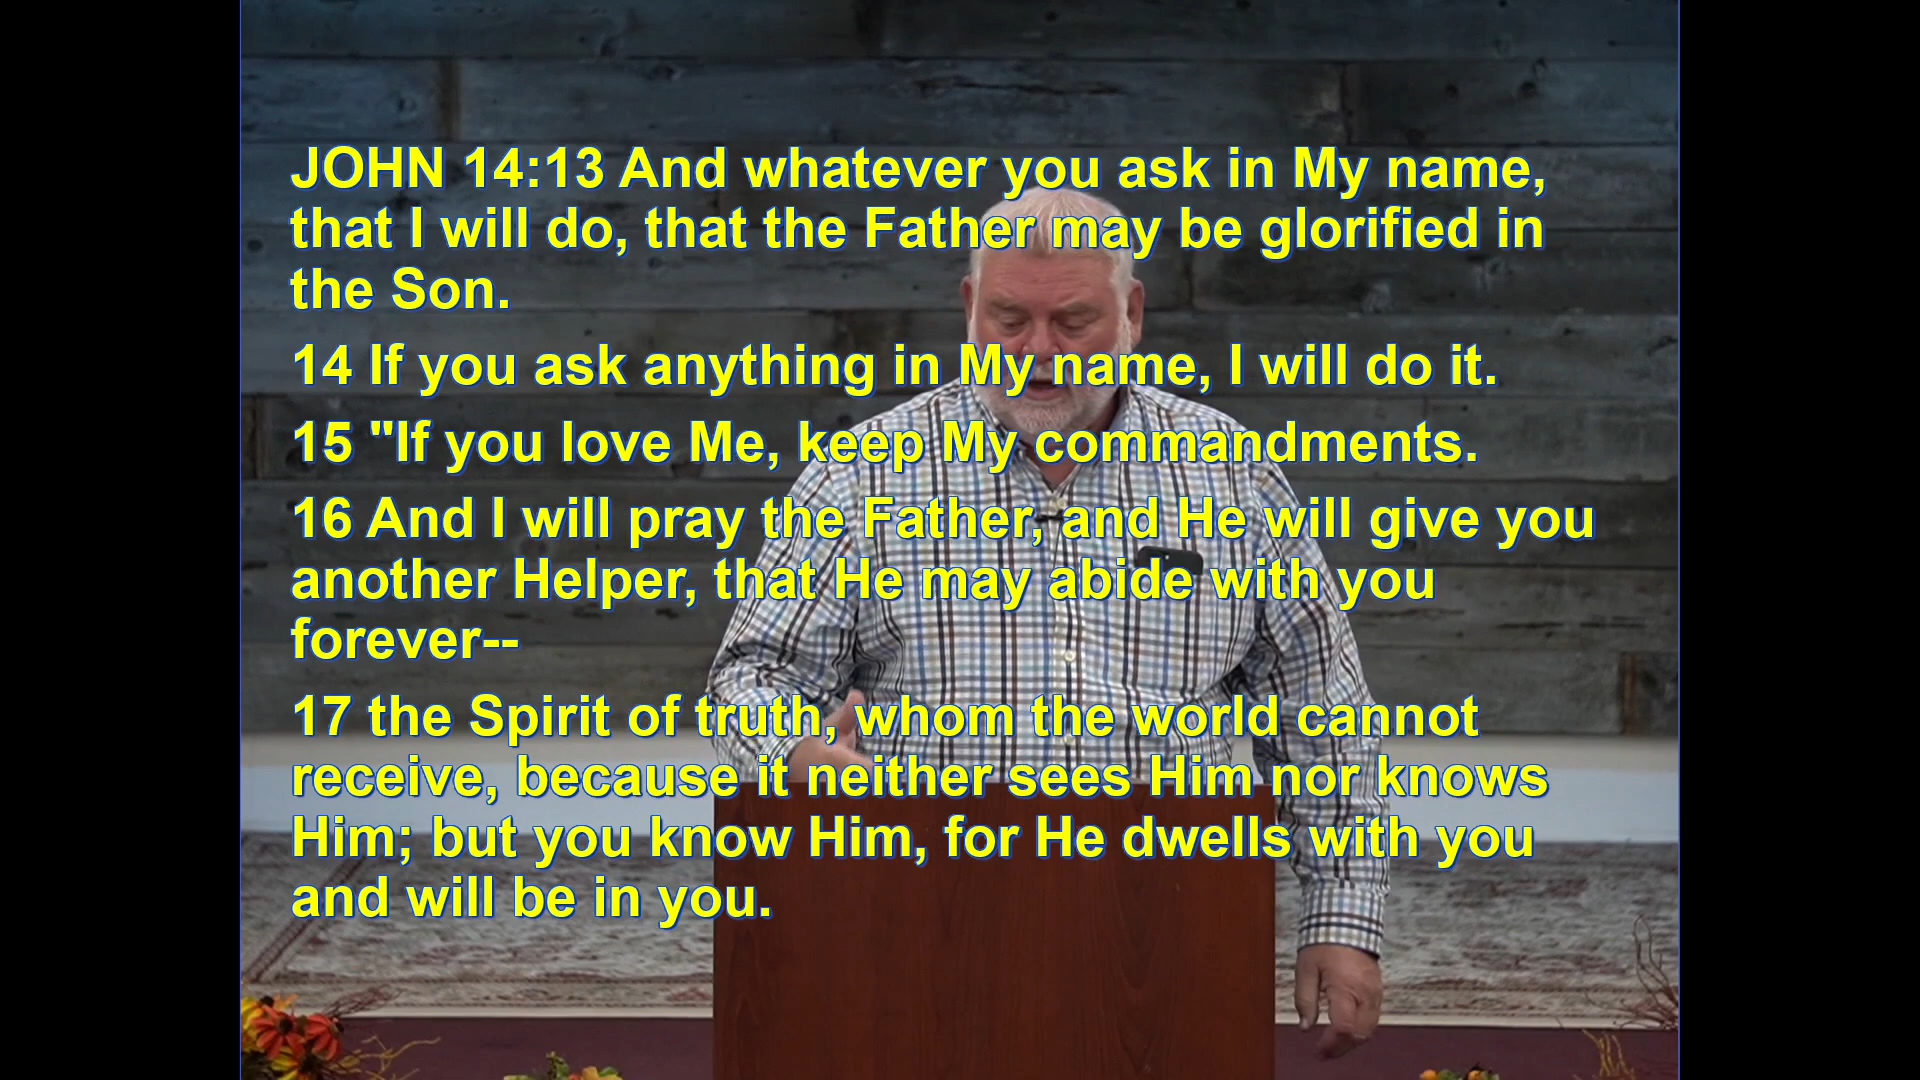 JOHN 14:13 And whatever you ask in My name,
that I will do, that the Father may be glorified in
the Son.
14 If you ask anything in My name, I will do it.
15 "If you love Me, keep My commandments.
16 And I will pray the Father, and He will give you
another Helper, that He may abide with you
forever--
17 the Spirit of truth, whom the world cannot
receive, because it neither sees Him nor knows
Him; but you know Him, for He dwells with you
and will be in you.